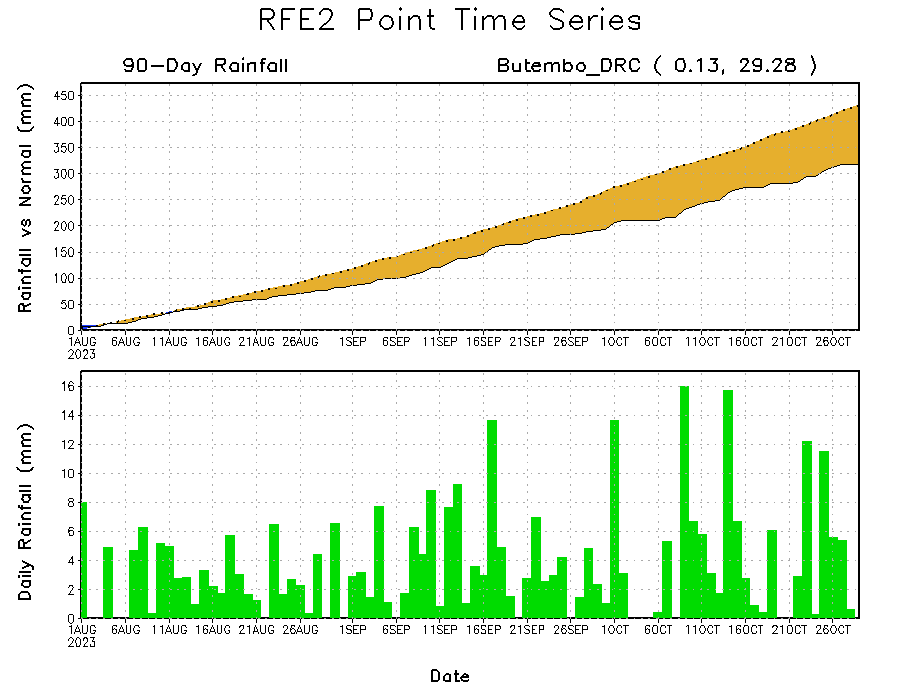 RFE2 Point Time Series
90-Day Rainfall
Butembo_DRC ( 0.13, 29.28 )
Rainfall vs Normal (mm)
450
400
350
300
250
200
150
100
50
0
1AUG 6AUG 11AUG 16AUG 21AUG 26AUG 1SEP 6SEP 11SEP 16SEP 21SEP 26SEP 1OCT 6OCT 11OCT 16OCT 21OCT 26OCT
2023
Daily Rainfall (mm)
16
14
12
10
8
6
4
2
0
1AUG 6AUG 11AUG 16AUG 21AUG 26AUG 1SEP 6SEP 11SEP 16SEP 21SEP 26SEP 1OCT 6OCT 11OCT 16OCT 21OCT 26OCT
2023
Date